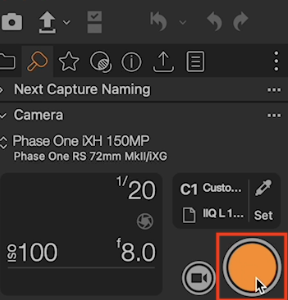 Next Capture Naming
Camera
Phase One iXH 150MP
Phase One RS 72mm MkII/iXG
1/20
ISO 100
f8.0
C1 Custo...
IIQ L 1...
Set